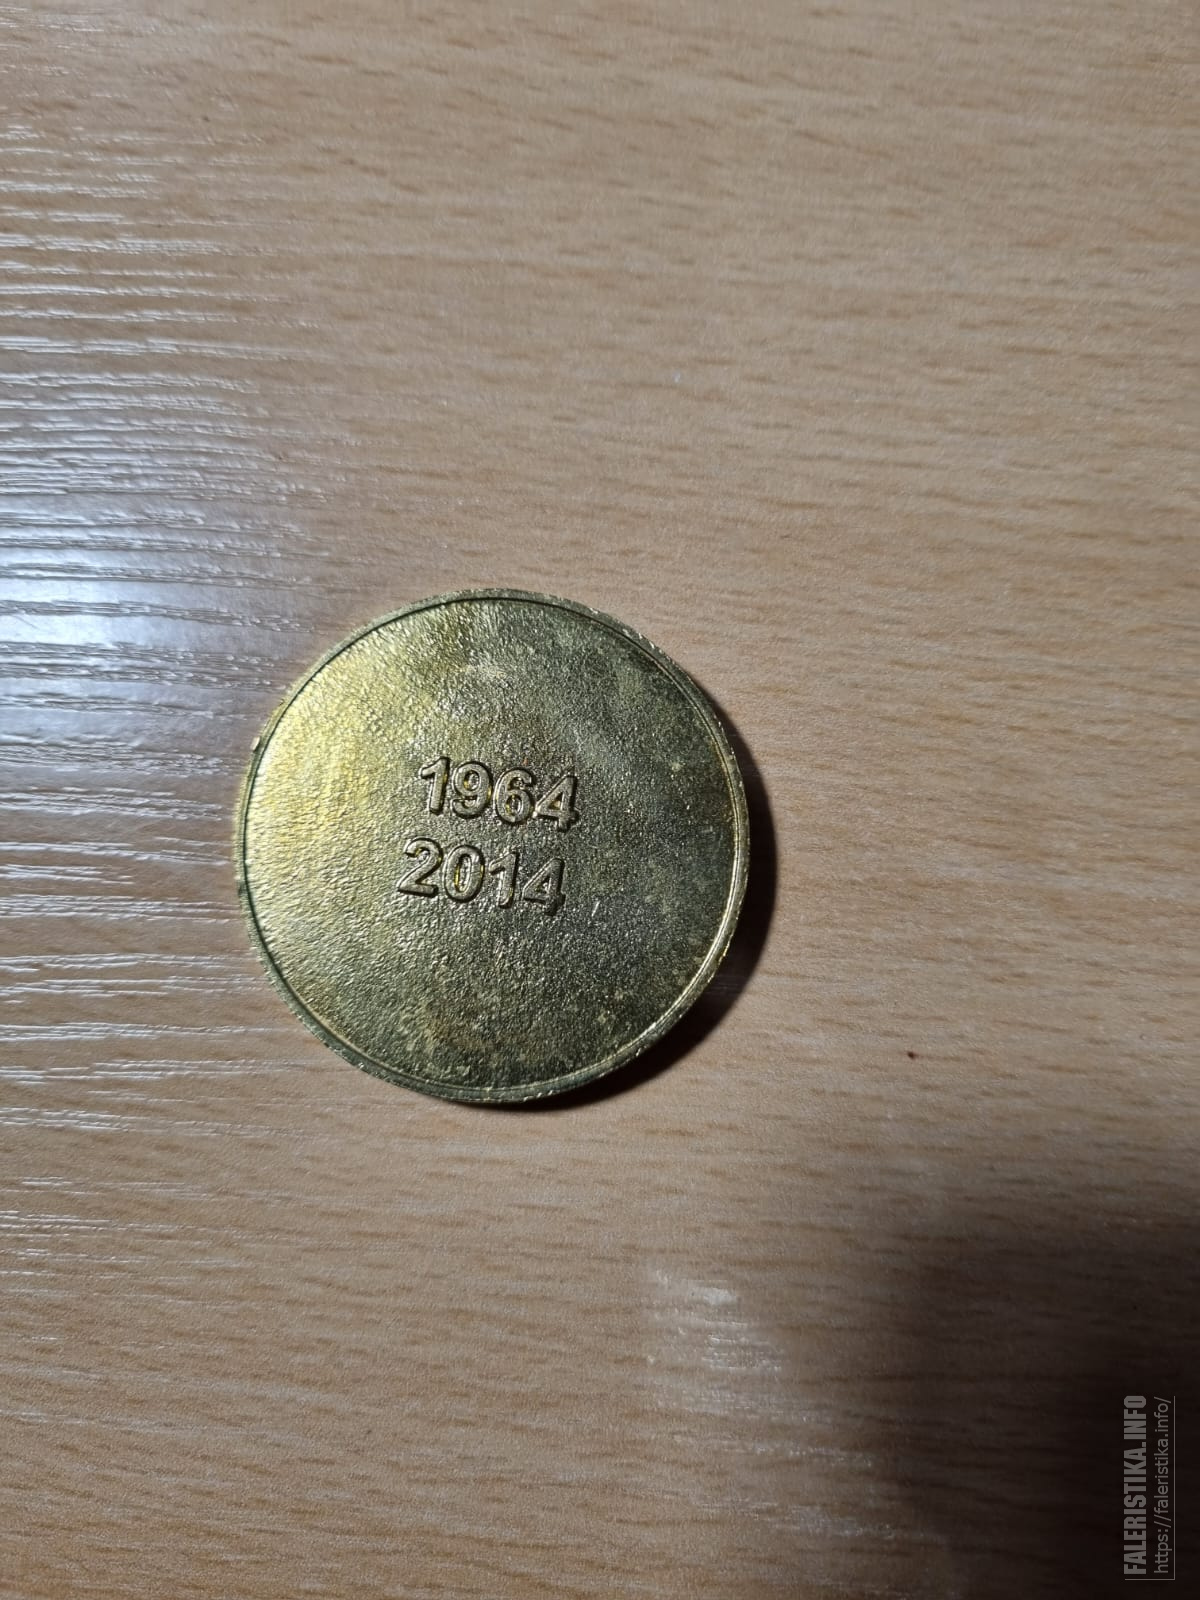 1964
2014
FALERISTIKA.INFO
https://faleristika.info/